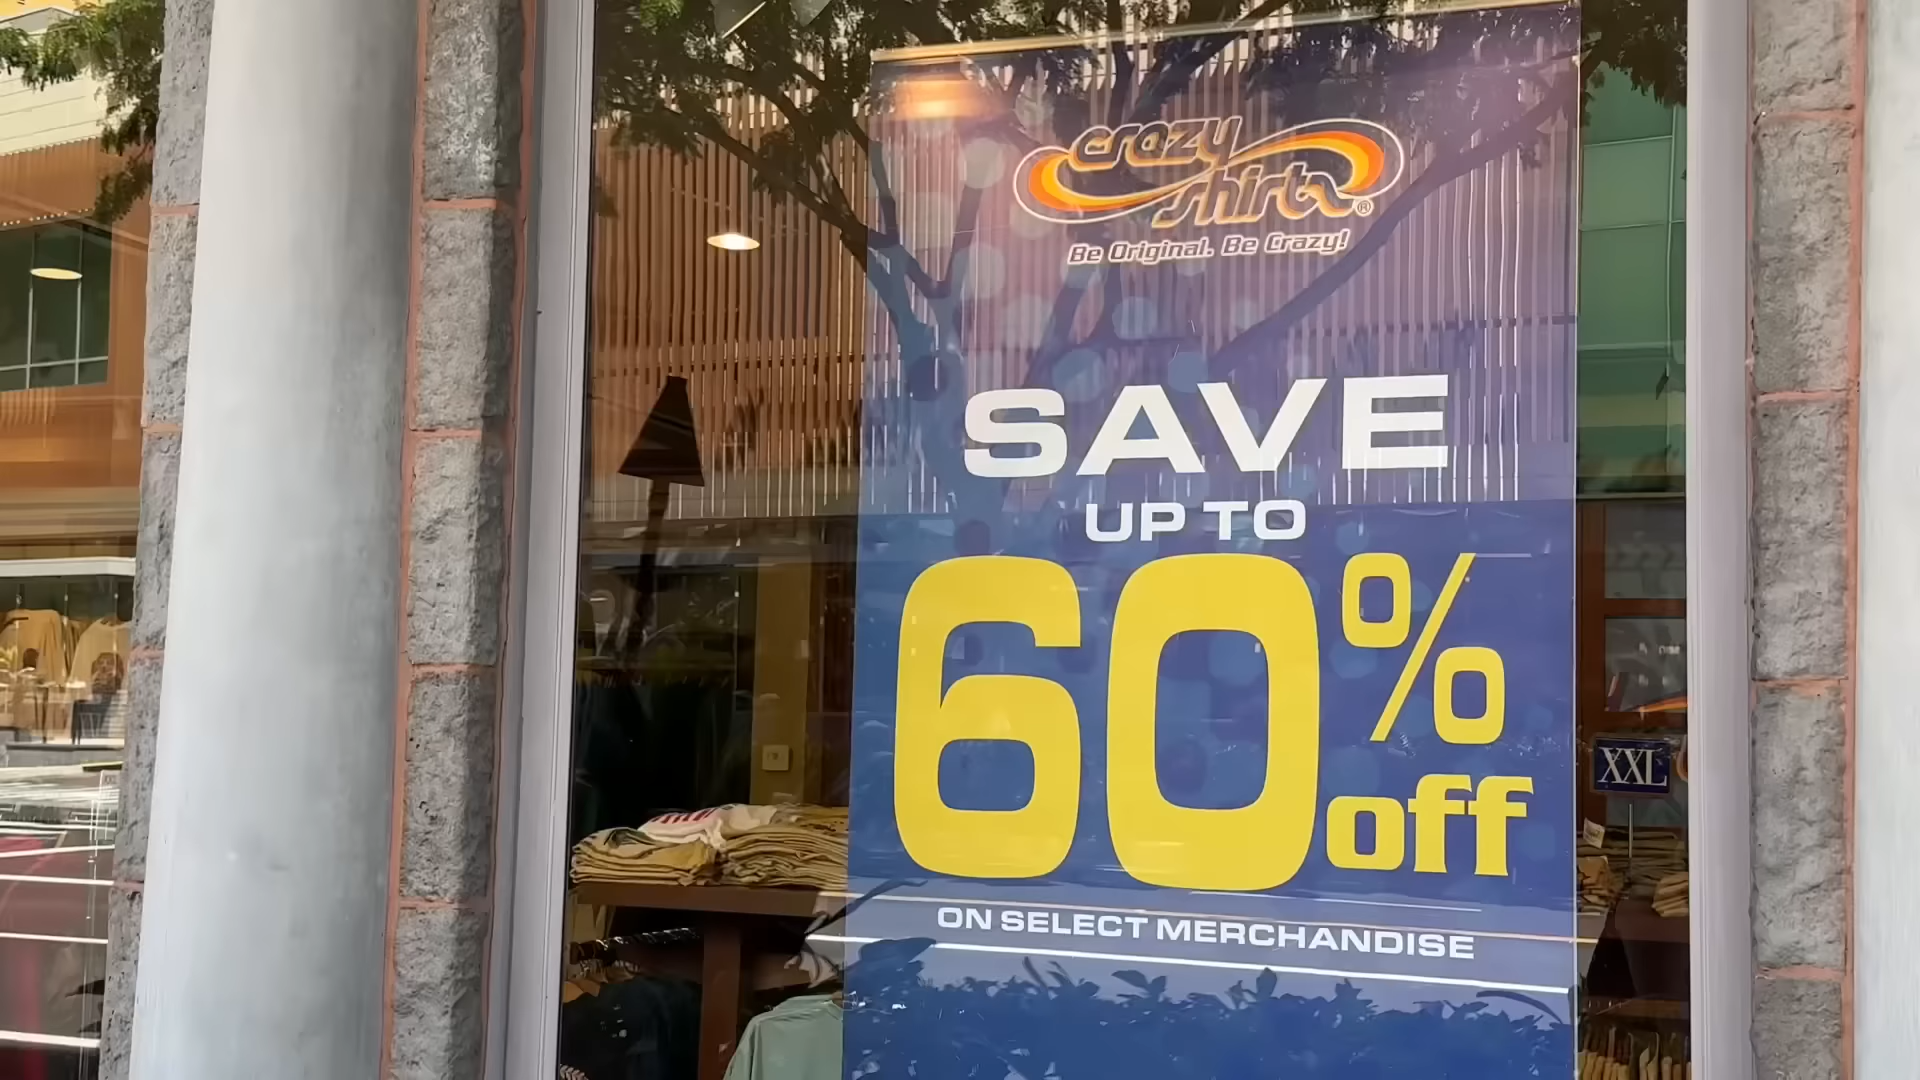 crazy
shirts®
Be Original. Be Crazy!
SAVE
UP TO
60%
off
ON SELECT MERCHANDISE
XXL